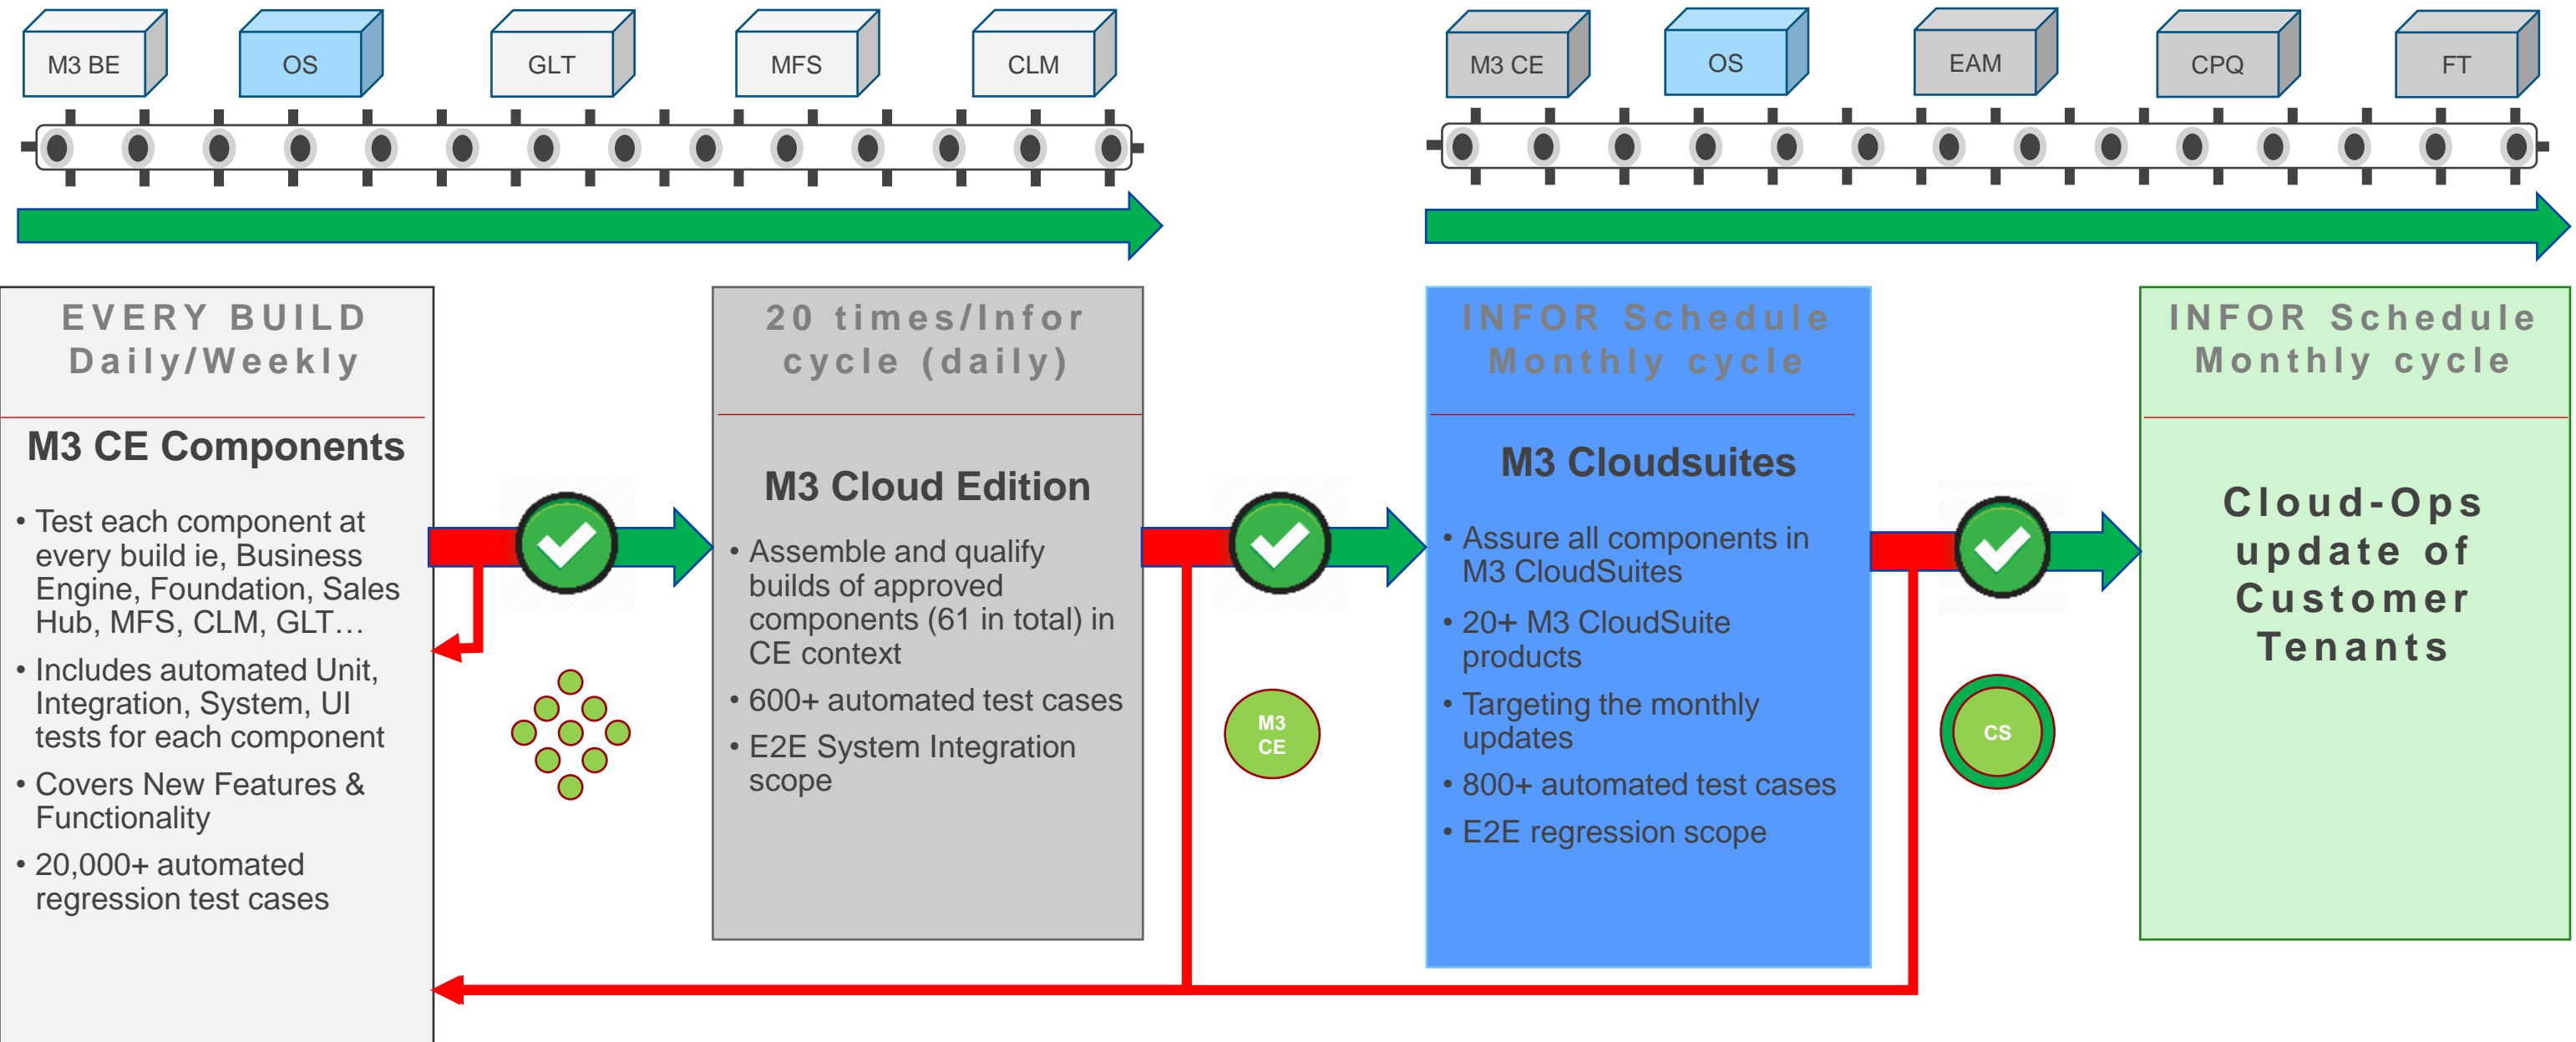 M3 BE
OS
GLT
MFS
CLM
M3 CE
OS
EAM
CPQ
FT
EVERY BUILD
Daily/Weekly
M3 CE Components
• Test each component at
every build ie, Business
Engine, Foundation, Sales
Hub, MFS, CLM, GLT…
• Includes automated Unit,
Integration, System, UI
tests for each component
• Covers New Features &
Functionality
• 20,000+ automated
regression test cases
20 times/Infor
cycle (daily)
M3 Cloud Edition
• Assemble and qualify
builds of approved
components (61 in total) in
CE context
• 600+ automated test cases
• E2E System Integration
scope
M3
CE
INFOR Schedule
Monthly cycle
M3 Cloudsuites
• Assure all components in
M3 CloudSuites
• 20+ M3 CloudSuite
products
• Targeting the monthly
updates
• 800+ automated test cases
• E2E regression scope
CS
INFOR Schedule
Monthly cycle
Cloud-Ops
update of
Customer
Tenants